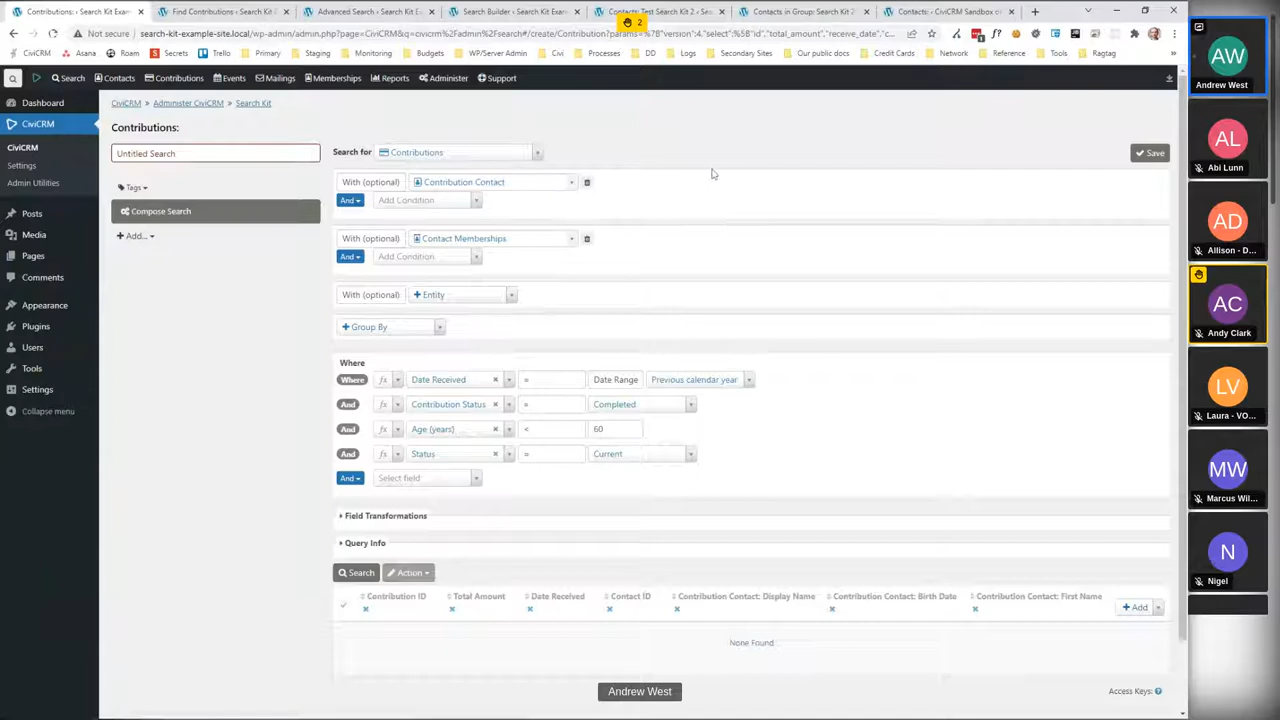 Contributions: ‹ Search Kit Exam
Find Contributions ‹ Search Kit
Advanced Search ‹ Search Kit Exa
Search Builder ‹ Search Kit Exam
Contacts: Test Search Kit 2 ‹ Sea
Contacts in Group: Search Kit 2
Contacts: ‹ CiviCRM Sandbox o
2
search-kit-example-site.local/wp-admin/admin.php?page=CiviCRM&q=civicrm%2Fadmin%2Fsearch#/create/Contribution?params=%7B"version":4,"select":%5B"id","total_amount","receive_date","c
CiviCRM
Asana
Roam
Secrets
Trello
Primary
Staging
Monitoring
Budgets
WP/Server Admin
Civi
Processes
DD
Logs
Secondary Sites
Our public docs
Credit Cards
Network
Reference
Tools
Ragtag
Search
Contacts
Contributions
Events
Mailings
Memberships
Reports
Administer
Support
Dashboard
CiviCRM
CiviCRM
Settings
Admin Utilities
Posts
Media
Pages
Comments
Appearance
Plugins
Users
Tools
Settings
Collapse menu
CiviCRM » Administer CiviCRM » Search Kit
Contributions:
Untitled Search
Tags
Compose Search
+ Add...
Search for Contributions
Save
With (optional) Contribution Contact
And Add Condition
With (optional) Contact Memberships
And Add Condition
With (optional) + Entity
+ Group By
Where
Where fx Date Received × = Date Range Previous calendar year
And fx Contribution Status × = Completed
And fx Age (years) × < 60
And fx Status × = Current
And Select field
Field Transformations
Query Info
Search Action
Contribution ID
Total Amount
Date Received
Contact ID
Contribution Contact: Display Name
Contribution Contact: Birth Date
Contribution Contact: First Name
+ Add
None Found
Andrew West
Access Keys:
AW
Andrew West
AL
Abi Lunn
AD
Allison - D...
AC
Andy Clark
LV
Laura - VO...
MW
Marcus Wil...
N
Nigel